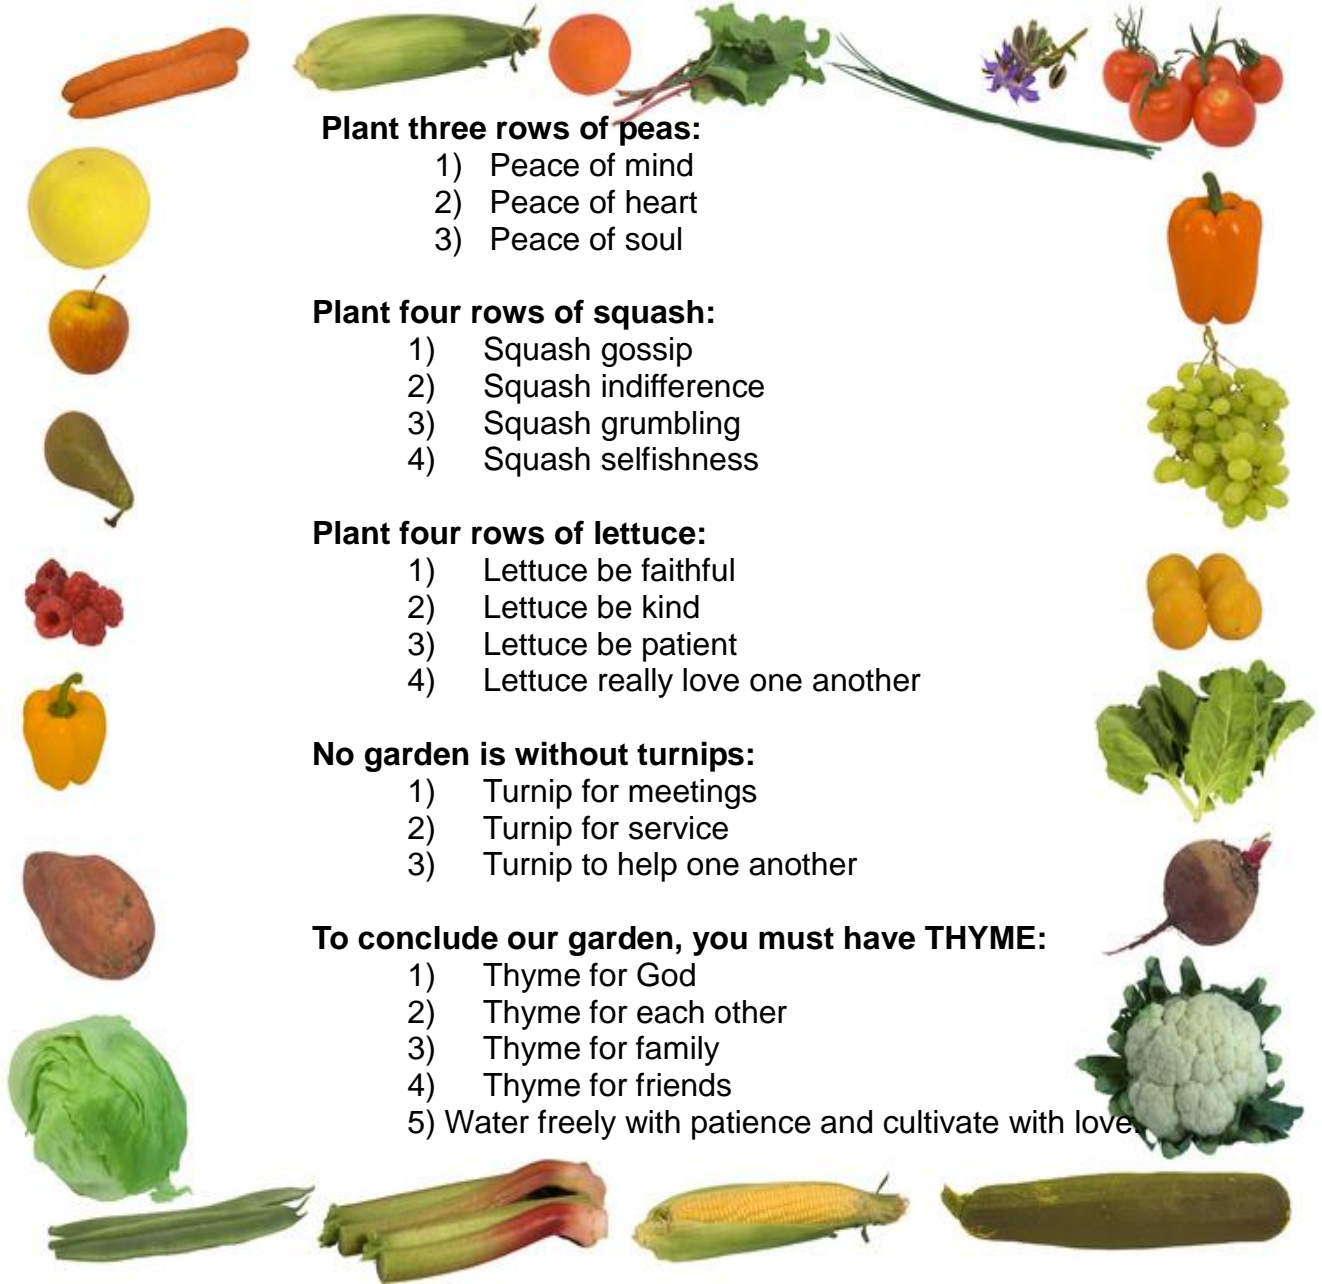 Plant three rows of peas:
1) Peace of mind
2) Peace of heart
3) Peace of soul
Plant four rows of squash:
1) Squash gossip
2) Squash indifference
3) Squash grumbling
4) Squash selfishness
Plant four rows of lettuce:
1) Lettuce be faithful
2) Lettuce be kind
3) Lettuce be patient
4) Lettuce really love one another
No garden is without turnips:
1) Turnip for meetings
2) Turnip for service
3) Turnip to help one another
To conclude our garden, you must have THYME:
1) Thyme for God
2) Thyme for each other
3) Thyme for family
4) Thyme for friends
5) Water freely with patience and cultivate with love.